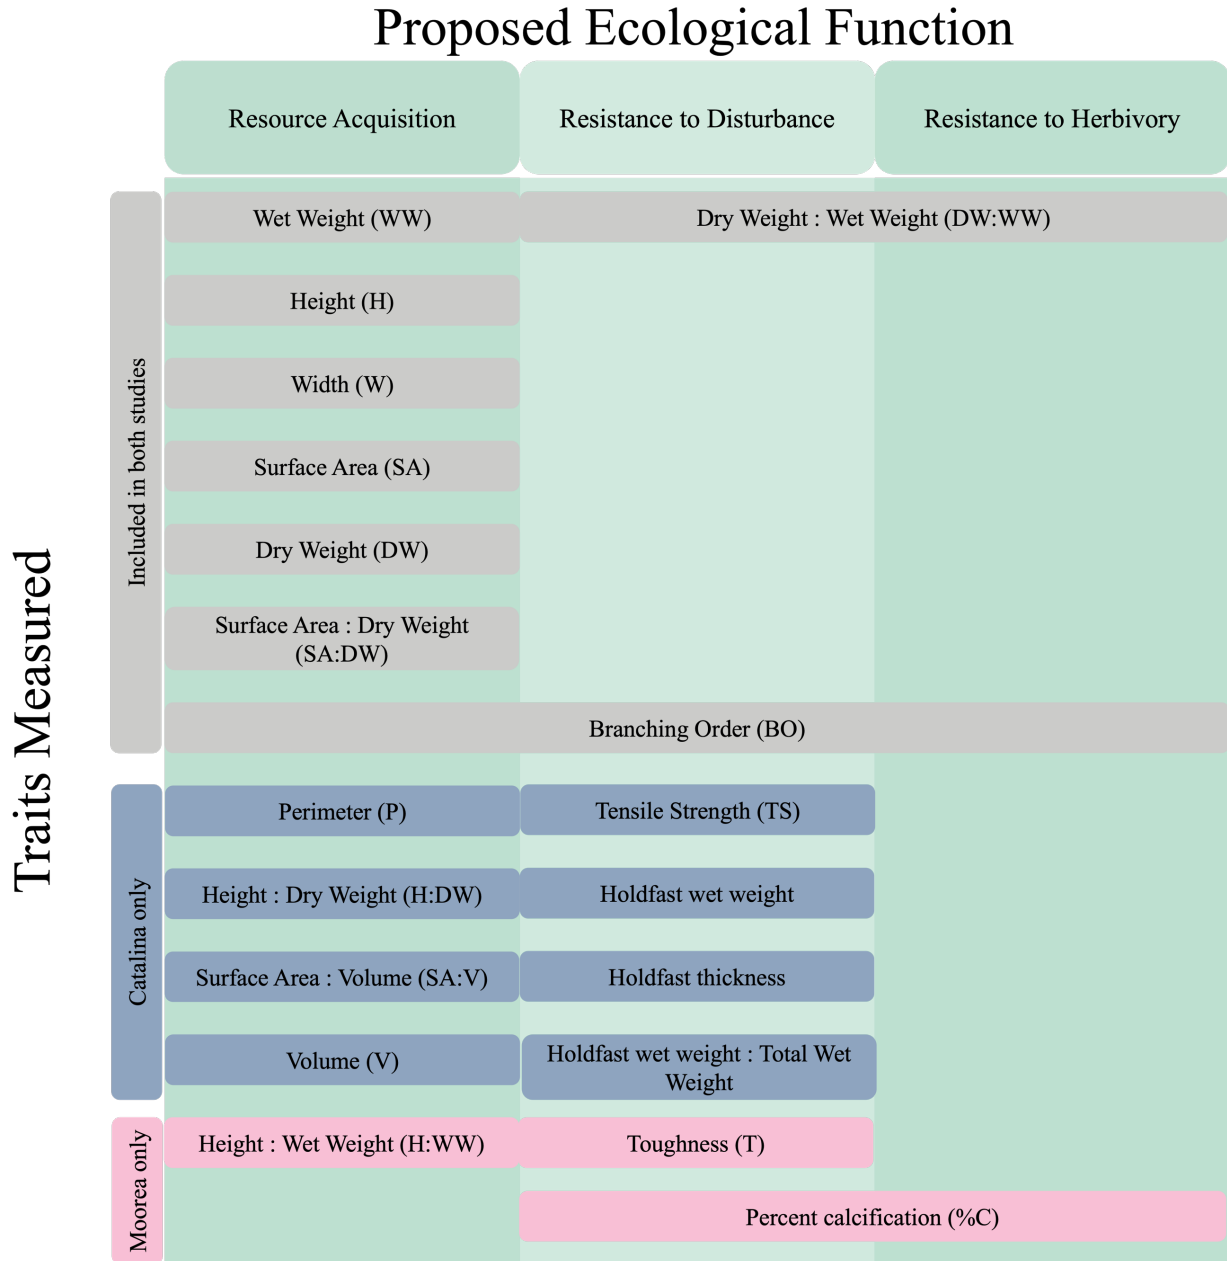 Proposed Ecological Function
Resource Acquisition
Resistance to Disturbance
Resistance to Herbivory
Traits Measured
Included in both studies
Wet Weight (WW)
Dry Weight : Wet Weight (DW:WW)
Height (H)
Width (W)
Surface Area (SA)
Dry Weight (DW)
Surface Area : Dry Weight
(SA:DW)
Branching Order (BO)
Catalina only
Perimeter (P)
Tensile Strength (TS)
Height : Dry Weight (H:DW)
Holdfast wet weight
Surface Area : Volume (SA:V)
Holdfast thickness
Volume (V)
Holdfast wet weight : Total Wet
Weight
Moorea only
Height : Wet Weight (H:WW)
Toughness (T)
Percent calcification (%C)